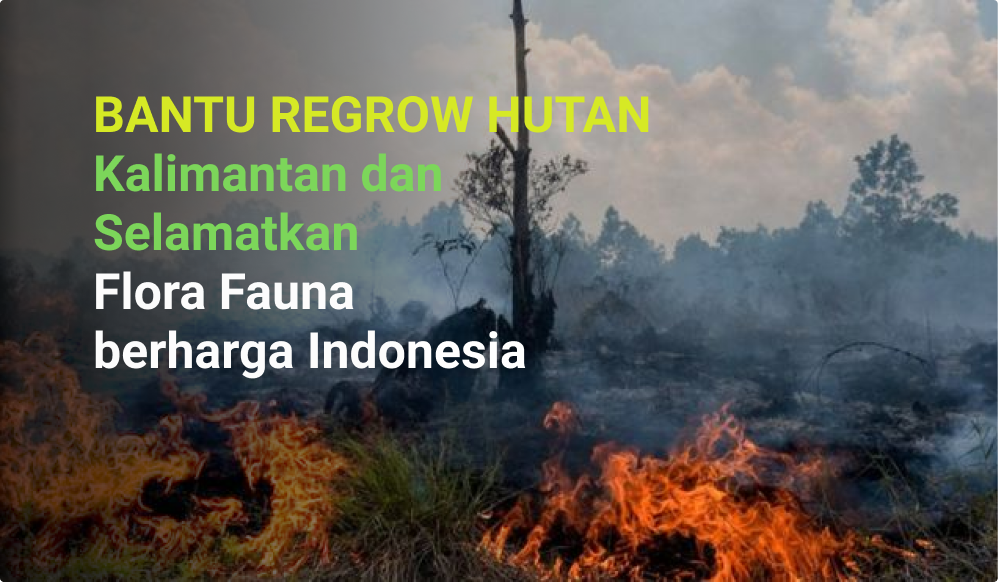 BANTU REGROW HUTAN
Kalimantan dan
Selamatkan
Flora Fauna
berharga Indonesia